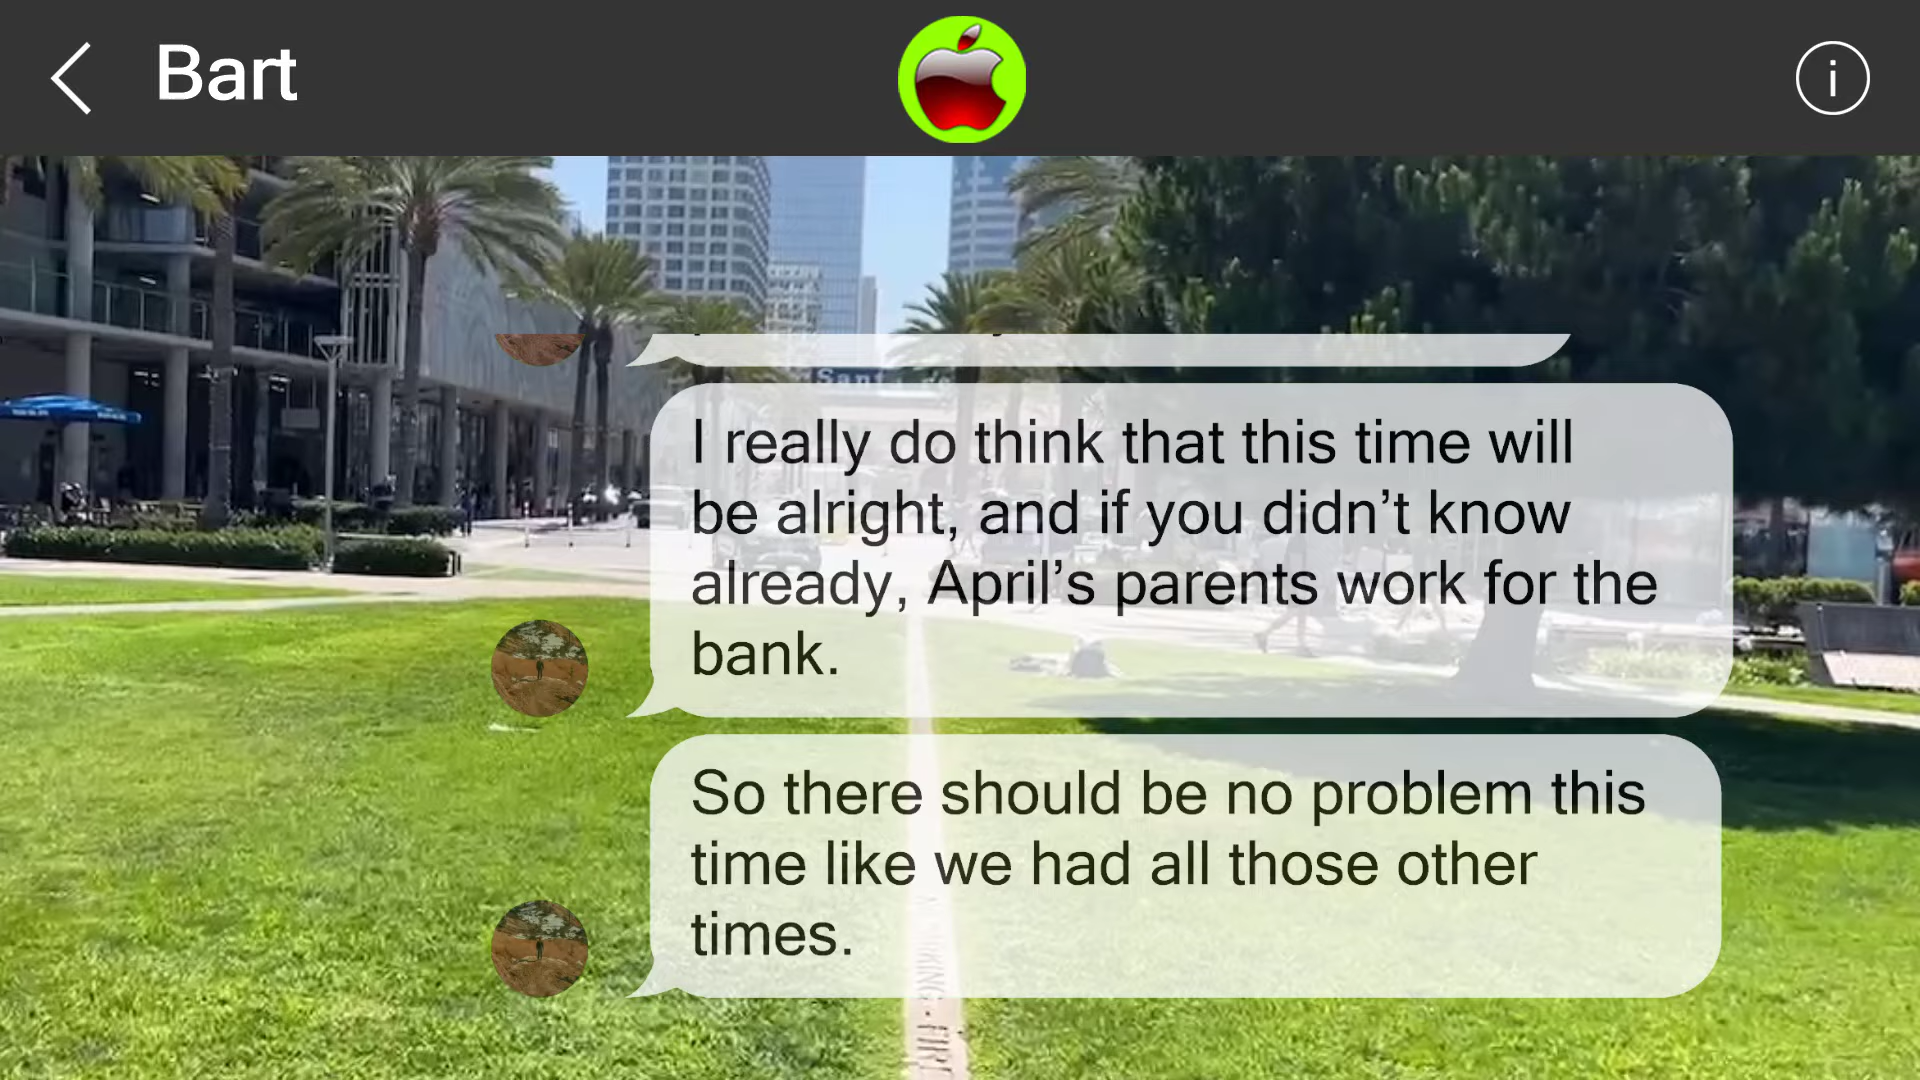 Bart
I really do think that this time will
be alright, and if you didn’t know
already, April’s parents work for the
bank.
So there should be no problem this
time like we had all those other
times.